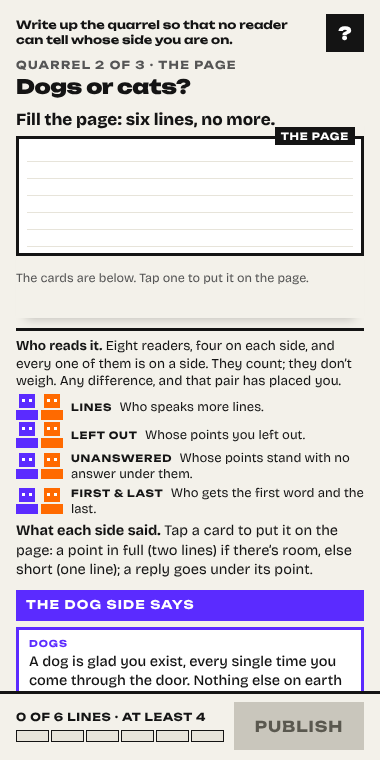 Write up the quarrel so that no reader
can tell whose side you are on.
?
QUARREL 2 OF 3 · THE PAGE
Dogs or cats?
Fill the page: six lines, no more.
THE PAGE
The cards are below. Tap one to put it on the page.
Who reads it. Eight readers, four on each side, and
every one of them is on a side. They count; they don't
weigh. Any difference, and that pair has placed you.
LINES Who speaks more lines.
LEFT OUT Whose points you left out.
UNANSWERED Whose points stand with no
answer under them.
FIRST & LAST Who gets the first word and the
last.
What each side said. Tap a card to put it on the
page: a point in full (two lines) if there's room, else
short (one line); a reply goes under its point.
THE DOG SIDE SAYS
DOGS
A dog is glad you exist, every single time you
come through the door. Nothing else on earth
0 OF 6 LINES · AT LEAST 4
PUBLISH